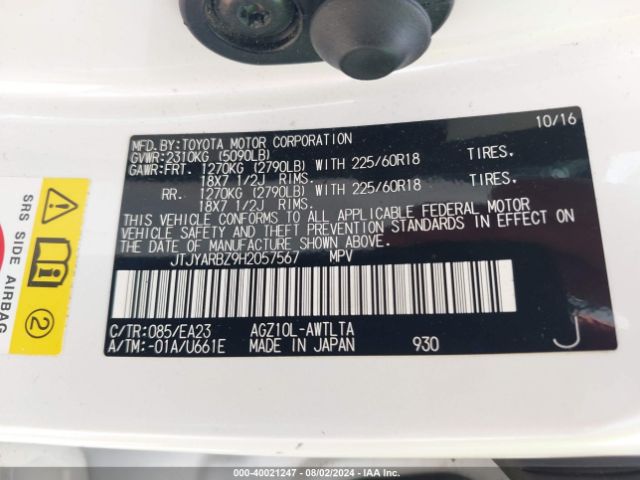 10/16
MFD.BY:TOYOTA MOTOR CORPORATION
GVWR:2310KG (5090LB)
GAWR:FRT. 1270KG (2790LB) WITH 225/60R18 TIRES.
18X7 1/2J RIMS.
RR. 1270KG (2790LB) WITH 225/60R18 TIRES.
18X7 1/2J RIMS.
THIS VEHICLE CONFORMS TO ALL APPLICABLE FEDERAL MOTOR
VEHICLE SAFETY AND THEFT PREVENTION STANDARDS IN EFFECT ON
THE DATE OF MANUFACTURE SHOWN ABOVE.
JTJYARBZ9H2057567 MPV
C/TR:085/EA23 AGZ10L-AWTLTA
A/TM:-01A/U661E MADE IN JAPAN 930 J
SRS SIDE AIRBAG
2
000-40021247 - 08/02/2024 - IAA, Inc.